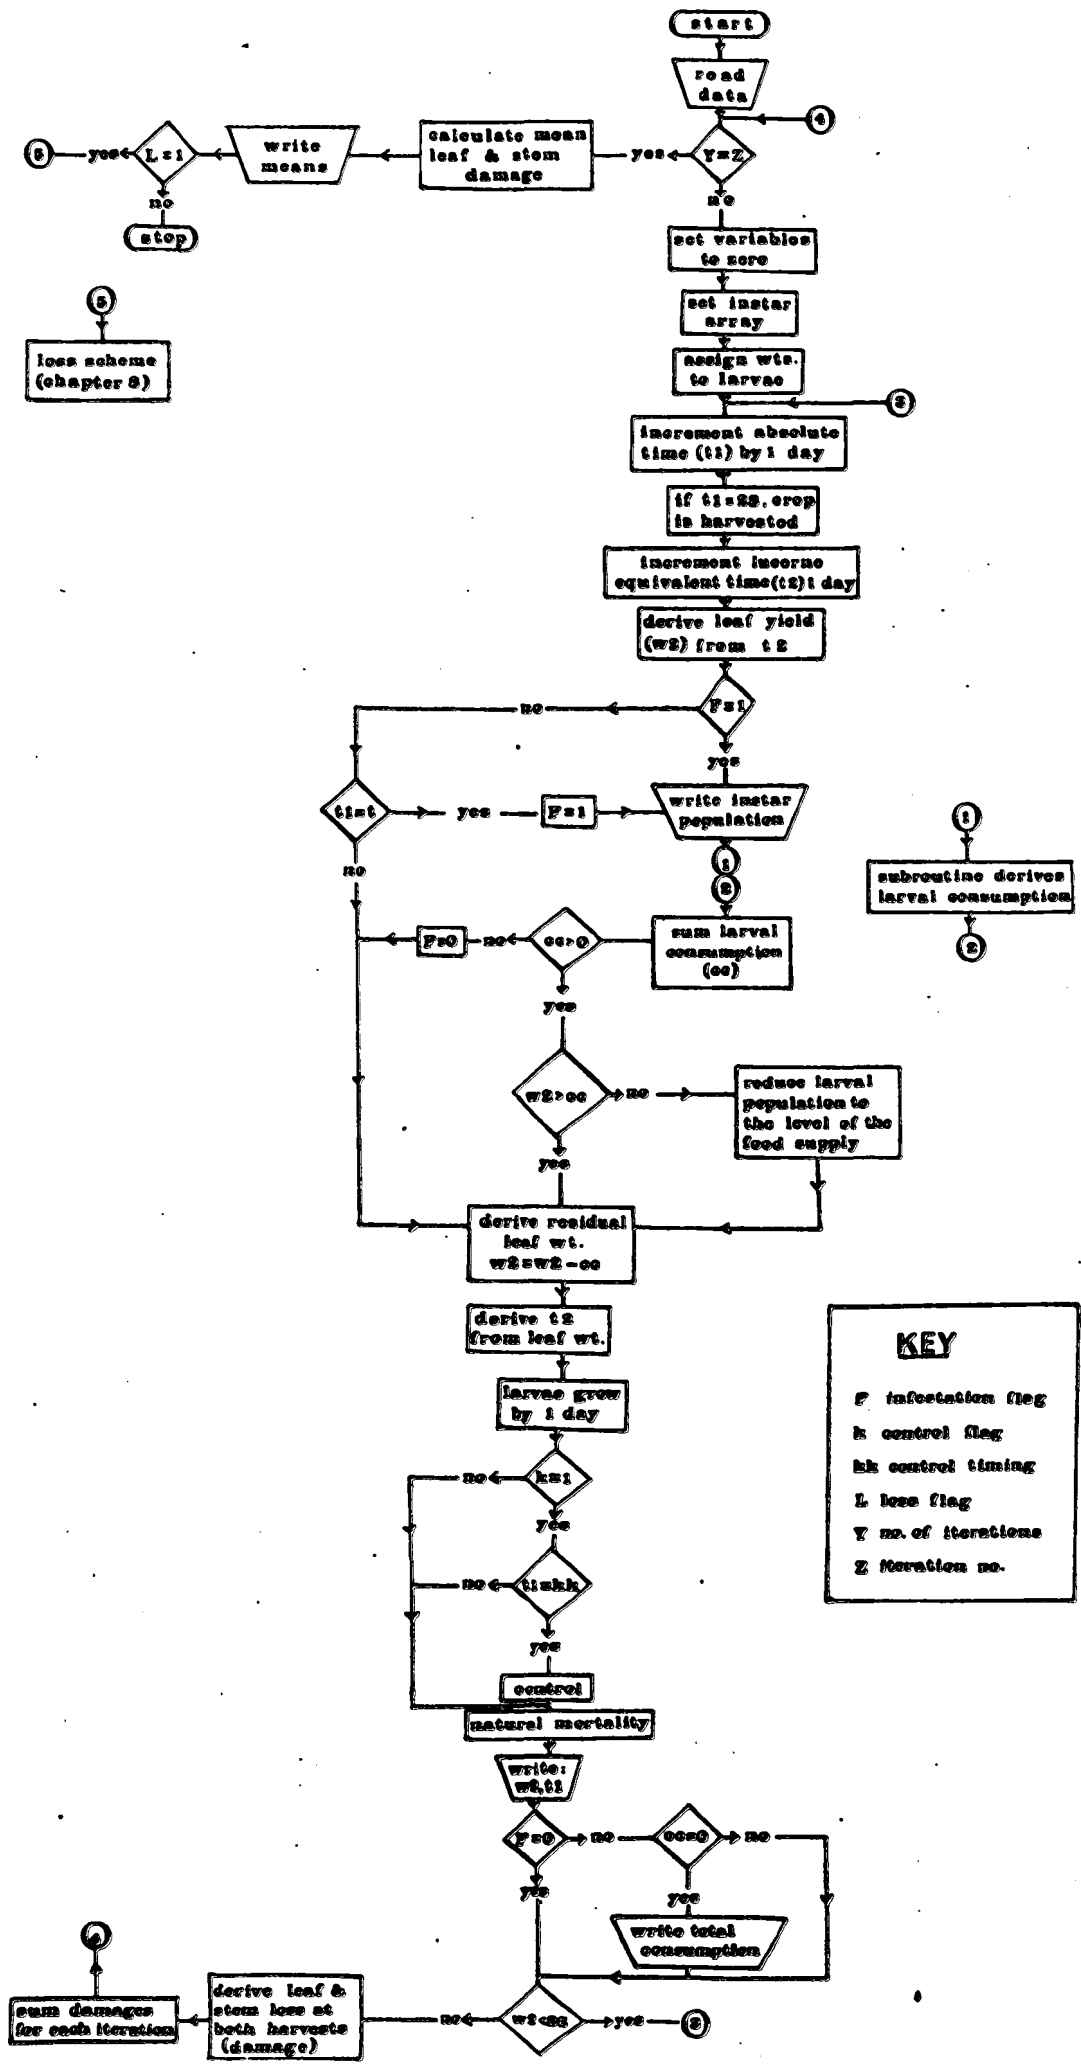 start
read
data
4
Y=Z
yes
calculate mean
leaf & stem
damage
write
means
L=1
yes
5
no
stop
no
set variables
to zero
set instar
array
assign wts.
to larvae
3
5
loss scheme
(chapter 8)
increment absolute
time (t1) by 1 day
if t1=28, crop
is harvested
increment lucerne
equivalent time(t2)1 day
derive leaf yield
(w2) from t2
F=1
no
yes
t1=t
yes
F=1
write instar
population
no
1
2
1
subroutine derives
larval consumption
2
sum larval
consumption
(cc)
cc>0
no
F=0
yes
w2>cc
no
reduce larval
population to
the level of the
food supply
yes
derive residual
leaf wt.
w2=w2-cc
derive t2
from leaf wt.
larvae grow
by 1 day
k=1
no
yes
t1=kk
no
yes
control
natural mortality
write:
w2,t1
F=0
no
cc=0
no
yes
yes
write total
consumption
w2<
yes
3
no
derive leaf &
stem loss at
both harvests
(damage)
sum damages
for each iteration
4
KEY
F infestation flag
k control flag
kk control timing
L loss flag
Y no. of iterations
Z iteration no.